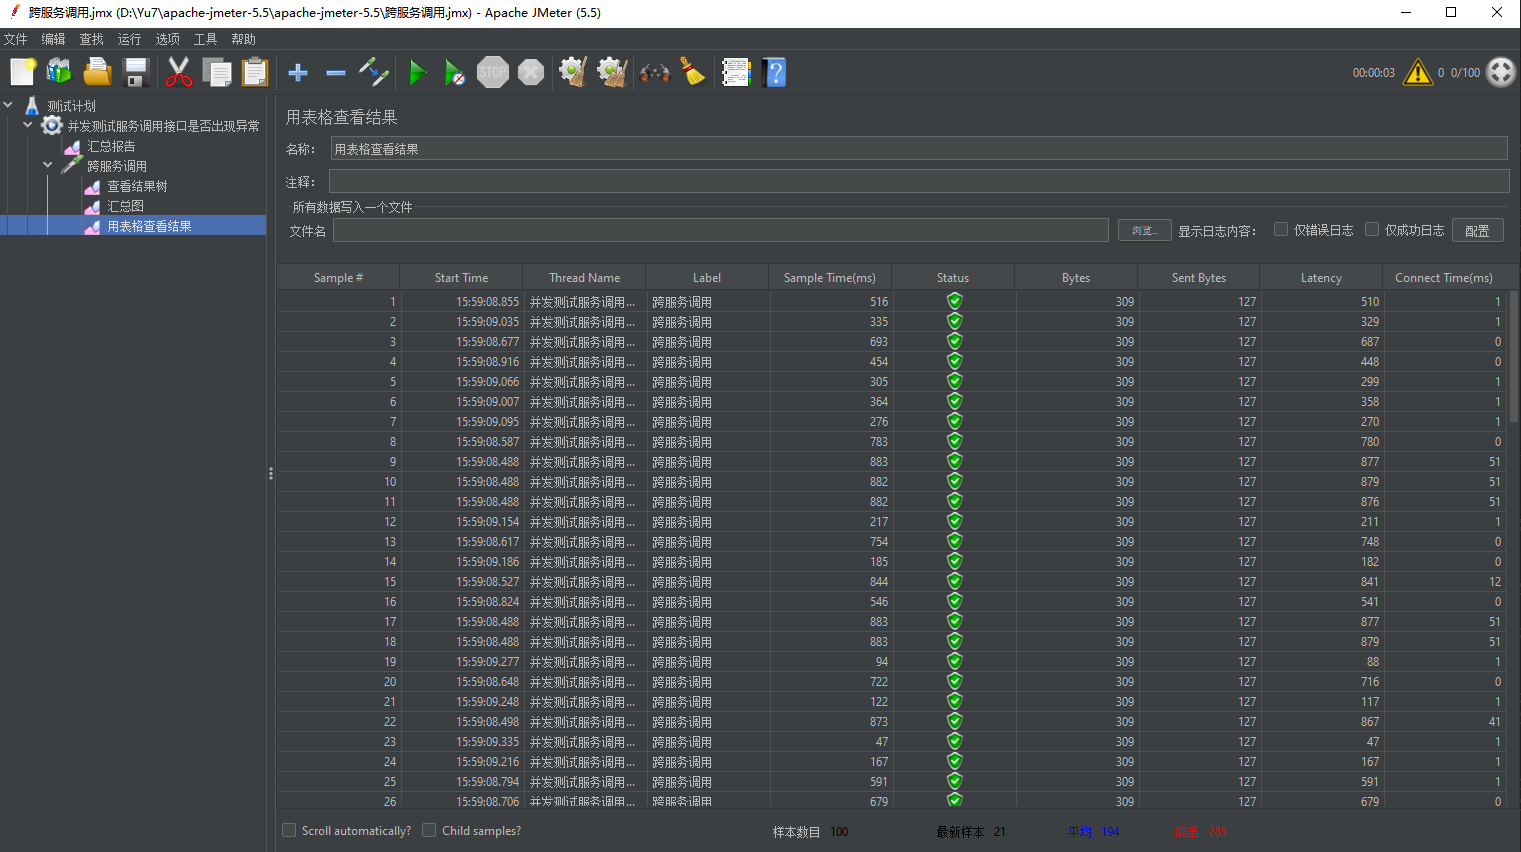 跨服务调用.jmx (D:\Yu7\apache-jmeter-5.5\apache-jmeter-5.5\跨服务调用.jmx) - Apache JMeter (5.5)
文件 编辑 查找 运行 选项 工具 帮助
STOP 00:00:03 0 0/100
测试计划
并发测试服务调用接口是否出现异常
汇总报告
跨服务调用
查看结果树
汇总图
用表格查看结果
用表格查看结果
名称： 用表格查看结果
注释：
所有数据写入一个文件
文件名 浏览... 显示日志内容： 仅错误日志 仅成功日志 配置
Sample # Start Time Thread Name Label Sample Time(ms) Status Bytes Sent Bytes Latency Connect Time(ms)
1 15:59:08.855 并发测试服务调用... 跨服务调用 516 309 127 510 1
2 15:59:09.035 并发测试服务调用... 跨服务调用 335 309 127 329 1
3 15:59:08.677 并发测试服务调用... 跨服务调用 693 309 127 687 0
4 15:59:08.916 并发测试服务调用... 跨服务调用 454 309 127 448 0
5 15:59:09.066 并发测试服务调用... 跨服务调用 305 309 127 299 1
6 15:59:09.007 并发测试服务调用... 跨服务调用 364 309 127 358 1
7 15:59:09.095 并发测试服务调用... 跨服务调用 276 309 127 270 1
8 15:59:08.587 并发测试服务调用... 跨服务调用 783 309 127 780 0
9 15:59:08.488 并发测试服务调用... 跨服务调用 883 309 127 877 51
10 15:59:08.488 并发测试服务调用... 跨服务调用 882 309 127 879 51
11 15:59:08.488 并发测试服务调用... 跨服务调用 882 309 127 876 51
12 15:59:09.154 并发测试服务调用... 跨服务调用 217 309 127 211 1
13 15:59:08.617 并发测试服务调用... 跨服务调用 754 309 127 748 0
14 15:59:09.186 并发测试服务调用... 跨服务调用 185 309 127 182 0
15 15:59:08.527 并发测试服务调用... 跨服务调用 844 309 127 841 12
16 15:59:08.824 并发测试服务调用... 跨服务调用 546 309 127 541 0
17 15:59:08.488 并发测试服务调用... 跨服务调用 883 309 127 877 51
18 15:59:08.488 并发测试服务调用... 跨服务调用 883 309 127 879 51
19 15:59:09.277 并发测试服务调用... 跨服务调用 94 309 127 88 1
20 15:59:08.648 并发测试服务调用... 跨服务调用 722 309 127 716 0
21 15:59:09.248 并发测试服务调用... 跨服务调用 122 309 127 117 1
22 15:59:08.498 并发测试服务调用... 跨服务调用 873 309 127 867 41
23 15:59:09.335 并发测试服务调用... 跨服务调用 47 309 127 47 1
24 15:59:09.216 并发测试服务调用... 跨服务调用 167 309 127 167 1
25 15:59:08.794 并发测试服务调用... 跨服务调用 591 309 127 591 1
26 15:59:08.706 并发测试服务调用... 跨服务调用 679 309 127 679 0
Scroll automatically? Child samples? 样本数目 100 最新样本 21 平均 194 偏离 285